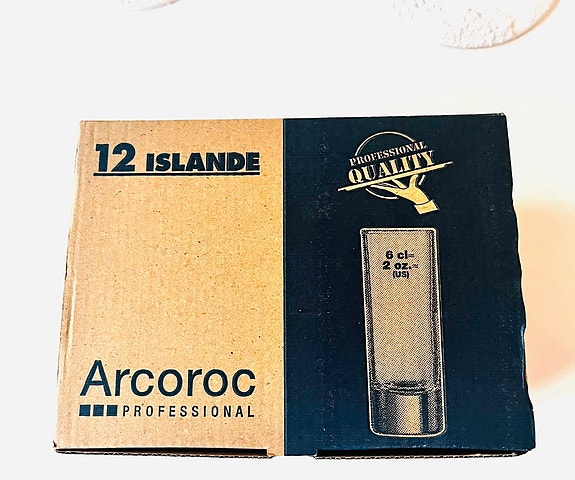 12 ISLANDE
PROFESSIONAL
QUALITY
6 cl≈
2 oz.≈
(US)
Arcoroc
PROFESSIONAL